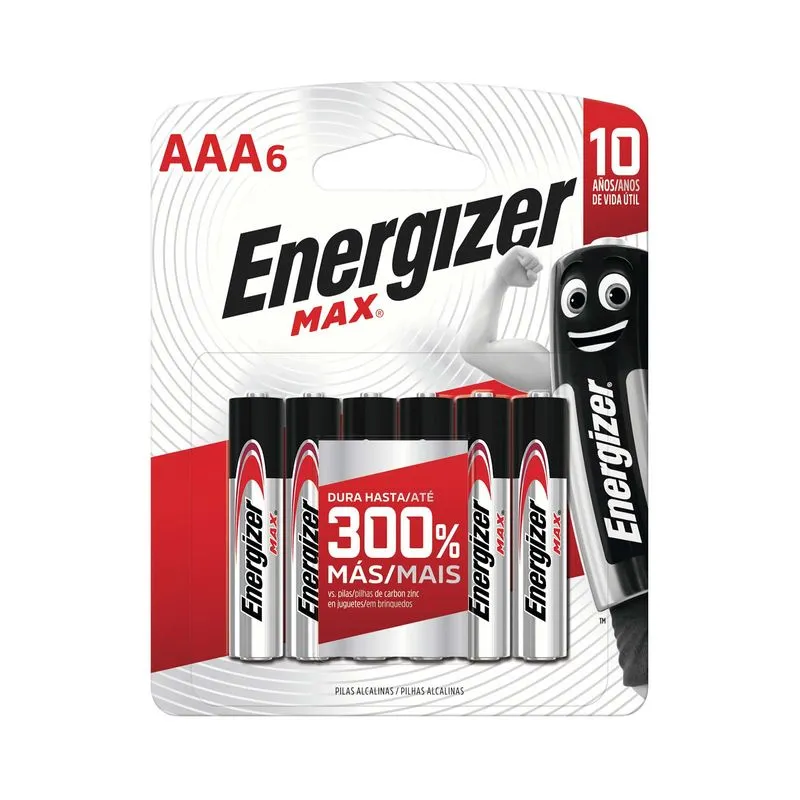 AAA6
10
AÑOS/ANOS
DE VIDA ÚTIL
Energizer
MAX®
Energizer
Energizer
MAX
Energizer
MAX
MAX
Energizer
MAX
DURA HASTA/ATÉ
300%
MÁS/MAIS
vs. pilas/pilhas de carbon zinc
en juguetes/em brinquedos
TM
PILAS ALCALINAS / PILHAS ALCALINAS